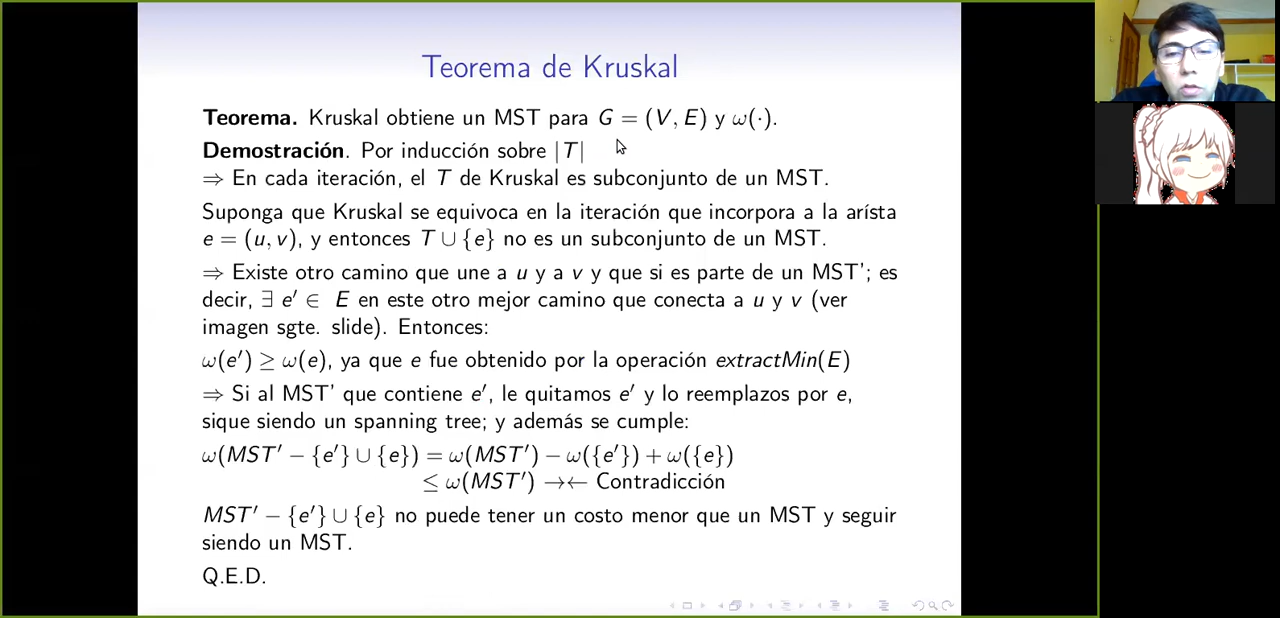 Teorema de Kruskal
Teorema. Kruskal obtiene un MST para G = (V, E) y ω(·).
Demostración. Por inducción sobre |T|
⇒ En cada iteración, el T de Kruskal es subconjunto de un MST.
Suponga que Kruskal se equivoca en la iteración que incorpora a la arísta
e = (u, v), y entonces T ∪ {e} no es un subconjunto de un MST.
⇒ Existe otro camino que une a u y a v y que si es parte de un MST'; es
decir, ∃ e′ ∈ E en este otro mejor camino que conecta a u y v (ver
imagen sgte. slide). Entonces:
ω(e′) ≥ ω(e), ya que e fue obtenido por la operación extractMin(E)
⇒ Si al MST' que contiene e′, le quitamos e′ y lo reemplazos por e,
sique siendo un spanning tree; y además se cumple:
ω(MST′ − {e′} ∪ {e}) = ω(MST′) − ω({e′}) + ω({e})
≤ ω(MST′) →← Contradicción
MST′ − {e′} ∪ {e} no puede tener un costo menor que un MST y seguir
siendo un MST.
Q.E.D.